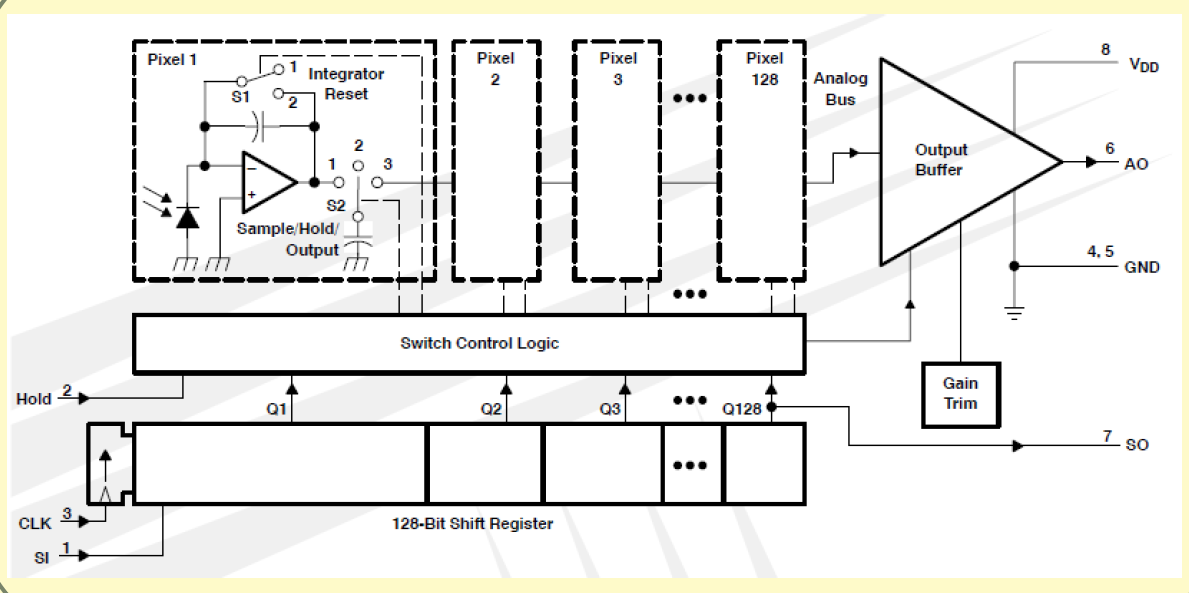 Pixel 1
1
Integrator
Reset
S1
2
−
+
1
2
3
S2
Sample/Hold/
Output
Pixel
2
Pixel
3
Pixel
128
Analog
Bus
Output
Buffer
8
VDD
6
AO
4, 5
GND
Switch Control Logic
Gain
Trim
Hold
2
Q1
Q2
Q3
Q128
7
SO
CLK
3
SI
1
128-Bit Shift Register